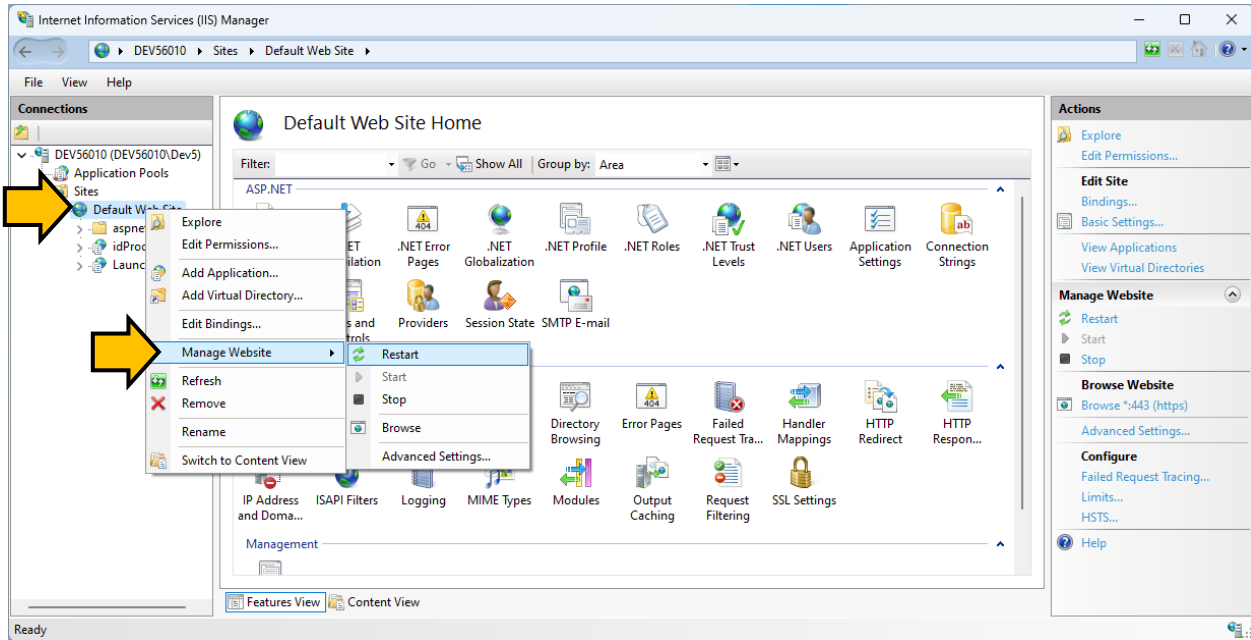 Internet Information Services (IIS) Manager
DEV56010 Sites Default Web Site
File View Help
Connections
DEV56010 (DEV56010\Dev5)
Application Pools
Sites
Default Web Site
Default Web Site Home
Filter: Go Show All Group by: Area
ASP.NET
.NET Error Pages
.NET Globalization
.NET Profile
.NET Roles
.NET Trust Levels
.NET Users
Application Settings
Connection Strings
Providers
Session State
SMTP E-mail
Explore
Edit Permissions...
Add Application...
Add Virtual Directory...
Edit Bindings...
Manage Website
Refresh
Remove
Rename
Switch to Content View
Restart
Start
Stop
Browse
Advanced Settings...
Directory Browsing
Error Pages
Failed Request Tra...
Handler Mappings
HTTP Redirect
HTTP Respon...
IP Address and Doma...
ISAPI Filters
Logging
MIME Types
Modules
Output Caching
Request Filtering
SSL Settings
Management
Features View Content View
Actions
Explore
Edit Permissions...
Edit Site
Bindings...
Basic Settings...
View Applications
View Virtual Directories
Manage Website
Restart
Start
Stop
Browse Website
Browse *:443 (https)
Advanced Settings...
Configure
Failed Request Tracing...
Limits...
HSTS...
Help
Ready